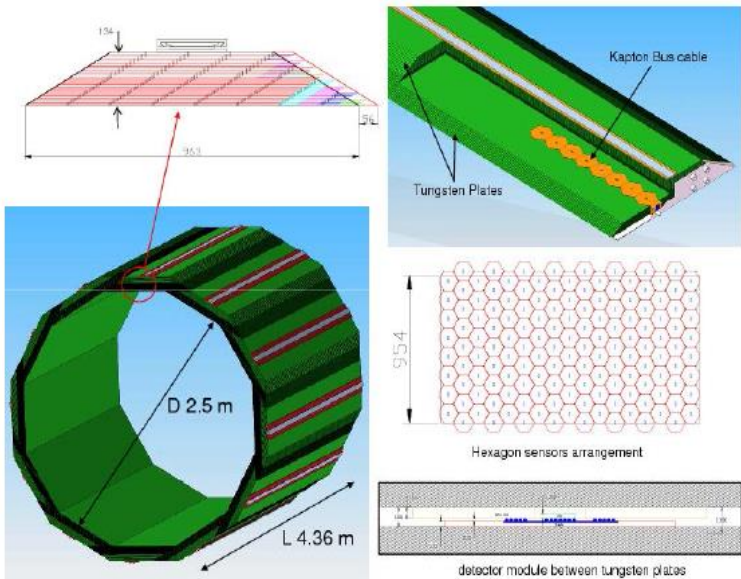 134
56
963
Kapton Bus cable
Tungsten Plates
D 2.5 m
L 4.36 m
954
Hexagon sensors arrangement
detector module between tungsten plates